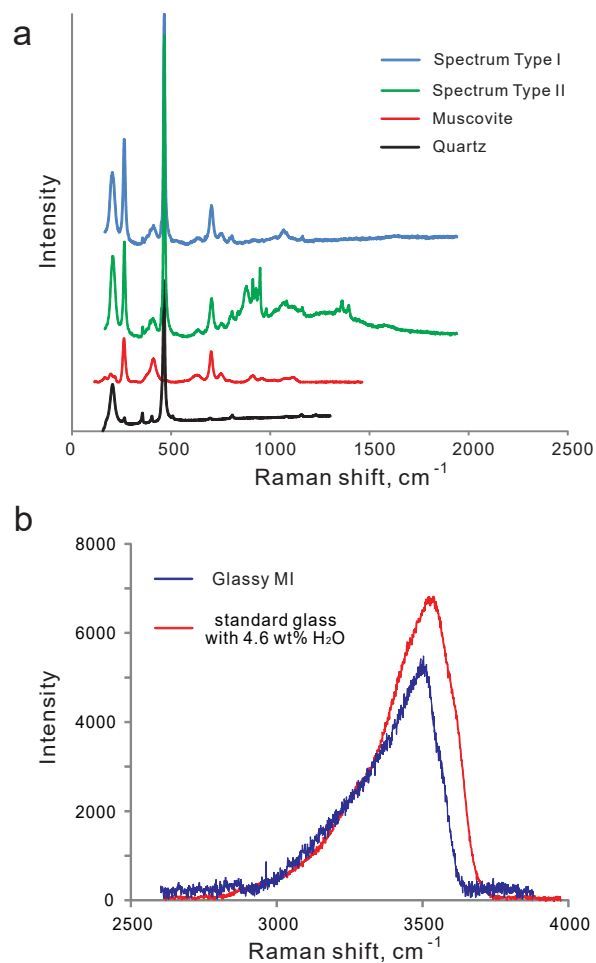 a
Spectrum Type I
Spectrum Type II
Muscovite
Quartz
Intensity
0 500 1000 1500 2000 2500
Raman shift, cm⁻¹
b
8000
Glassy MI
standard glass
with 4.6 wt% H₂O
6000
Intensity
4000
2000
0
2500 3000 3500 4000
Raman shift, cm⁻¹